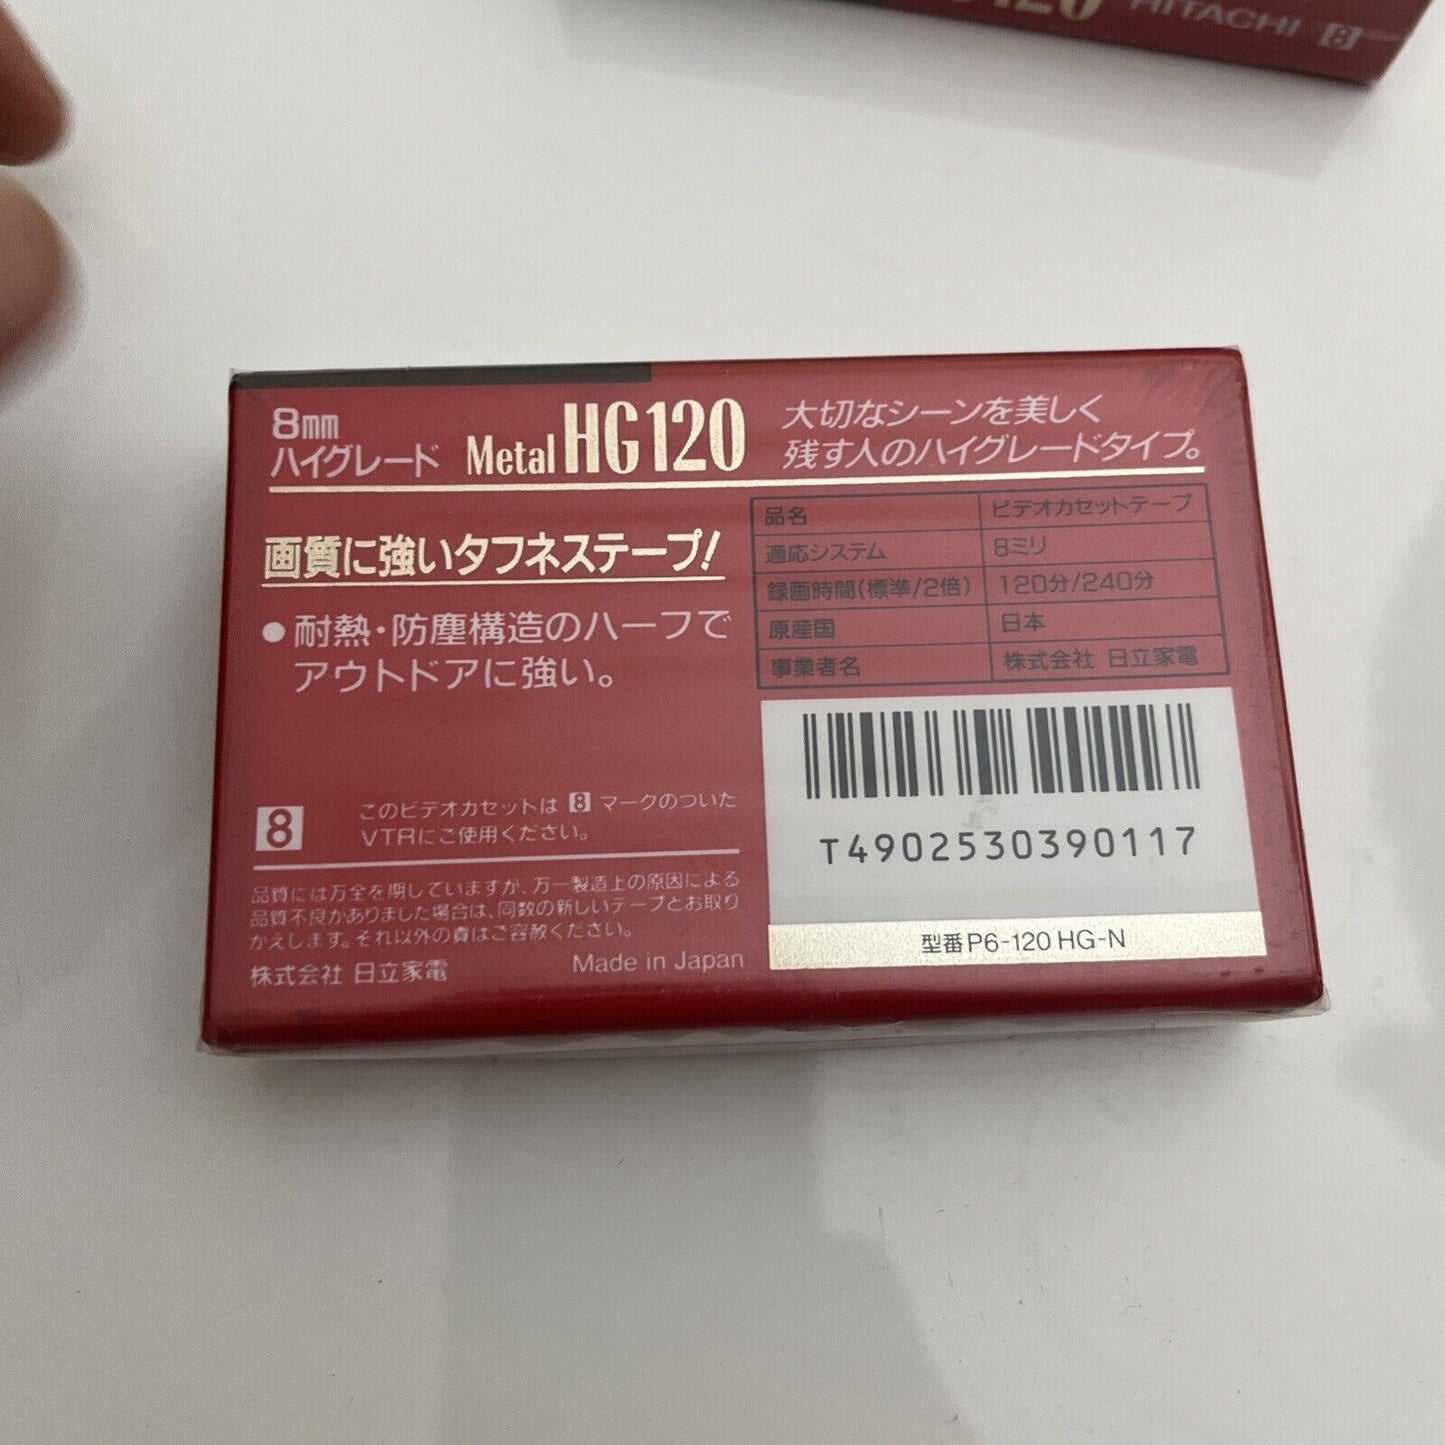 120 HITACHI 8
8mm
ハイグレード Metal HG120
大切なシーンを美しく
残す人のハイグレードタイプ。
画質に強いタフネステープ!
● 耐熱・防塵構造のハーフで
アウトドアに強い。
品名 ビデオカセットテープ
適応システム 8ミリ
録画時間(標準/2倍) 120分/240分
原産国 日本
事業者名 株式会社 日立家電
8 このビデオカセットは 8 マークのついた
VTRにご使用ください。
品質には万全を期していますが、万一製造上の原因による
品質不良がありました場合は、同数の新しいテープとお取り
かえします。それ以外の責はご容赦ください。
株式会社 日立家電 Made in Japan
T4902530390117
型番P6-120 HG-N